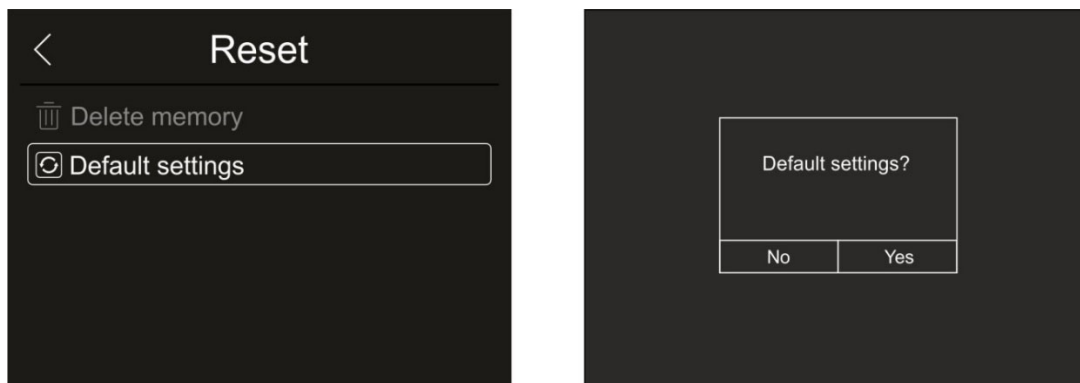 Reset
Delete memory
Default settings
Default settings?
No
Yes